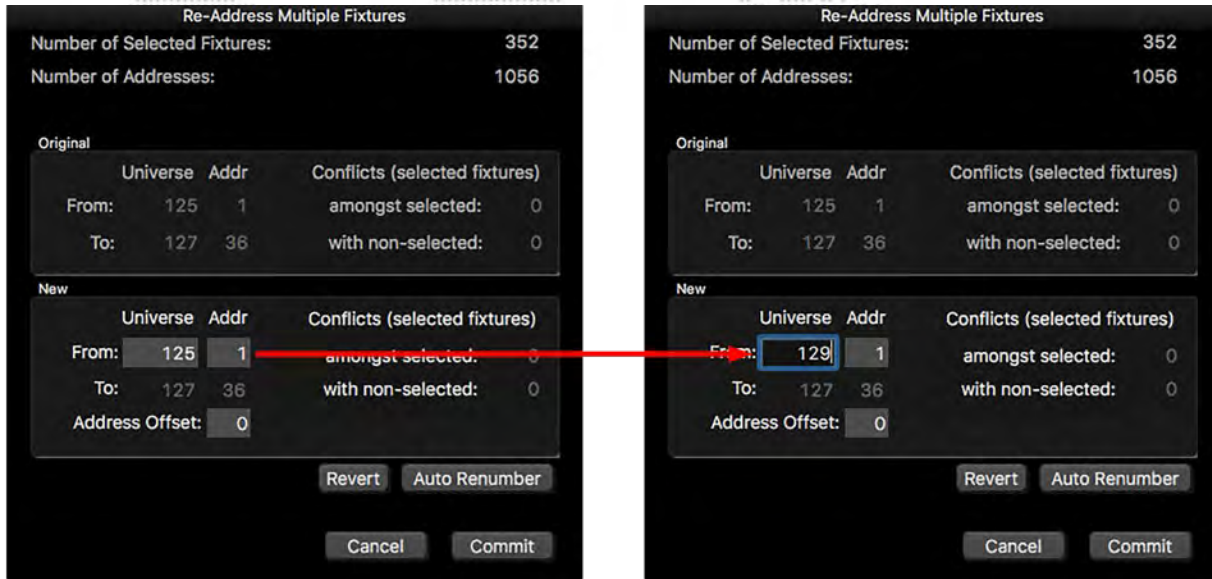 Re-Address Multiple Fixtures
Number of Selected Fixtures: 352
Number of Addresses: 1056
Original
Universe Addr Conflicts (selected fixtures)
From: 125 1 amongst selected: 0
To: 127 36 with non-selected: 0
New
Universe Addr Conflicts (selected fixtures)
From: 125 1 amongst selected: 0
To: 127 36 with non-selected: 0
Address Offset: 0
Revert Auto Renumber
Cancel Commit
Re-Address Multiple Fixtures
Number of Selected Fixtures: 352
Number of Addresses: 1056
Original
Universe Addr Conflicts (selected fixtures)
From: 125 1 amongst selected: 0
To: 127 36 with non-selected: 0
New
Universe Addr Conflicts (selected fixtures)
From: 129 1 amongst selected: 0
To: 127 36 with non-selected: 0
Address Offset: 0
Revert Auto Renumber
Cancel Commit